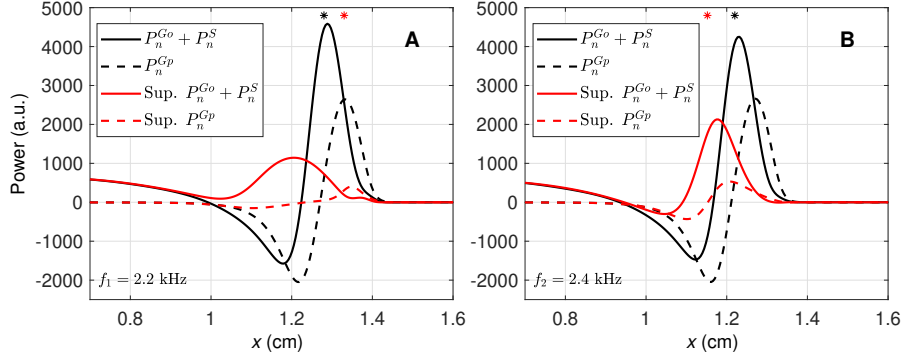 5000
4000
3000
2000
1000
0
-1000
-2000
Power (a.u.)
* *
A
P_n^{Go} + P_n^S
P_n^{Gp}
Sup. P_n^{Go} + P_n^S
Sup. P_n^{Gp}
f_1 = 2.2 kHz
0.8 1 1.2 1.4 1.6
x (cm)
5000
4000
3000
2000
1000
0
-1000
-2000
* *
B
P_n^{Go} + P_n^S
P_n^{Gp}
Sup. P_n^{Go} + P_n^S
Sup. P_n^{Gp}
f_2 = 2.4 kHz
0.8 1 1.2 1.4 1.6
x (cm)